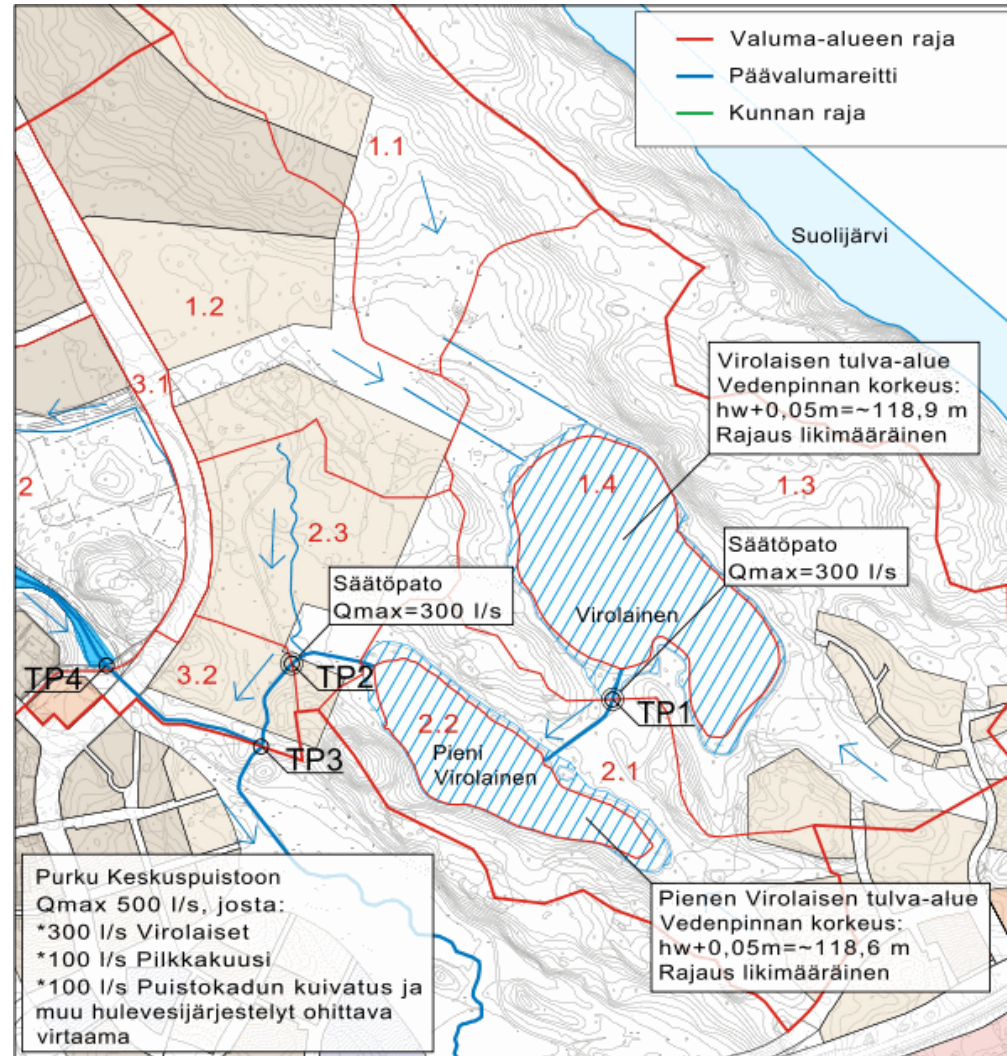 Valuma-alueen raja
Päävalumareitti
Kunnan raja
1.1
Suolijärvi
1.2
Virolaisen tulva-alue
Vedenpinnan korkeus:
hw+0,05m=~118,9 m
Rajaus likimääräinen
3.1
1.4
1.3
2
2.3
Säätöpato
Qmax=300 l/s
Säätöpato
Qmax=300 l/s
Virolainen
3.2
TP4
TP2
TP1
2.2
Pieni
Virolainen
2.1
TP3
Purku Keskuspuistoon
Qmax 500 l/s, josta:
*300 l/s Virolaiset
*100 l/s Pilkkakuusi
*100 l/s Puistokadun kuivatus ja
muu hulevesijärjestelyt ohittava
virtaama
Pienen Virolaisen tulva-alue
Vedenpinnan korkeus:
hw+0,05m=~118,6 m
Rajaus likimääräinen